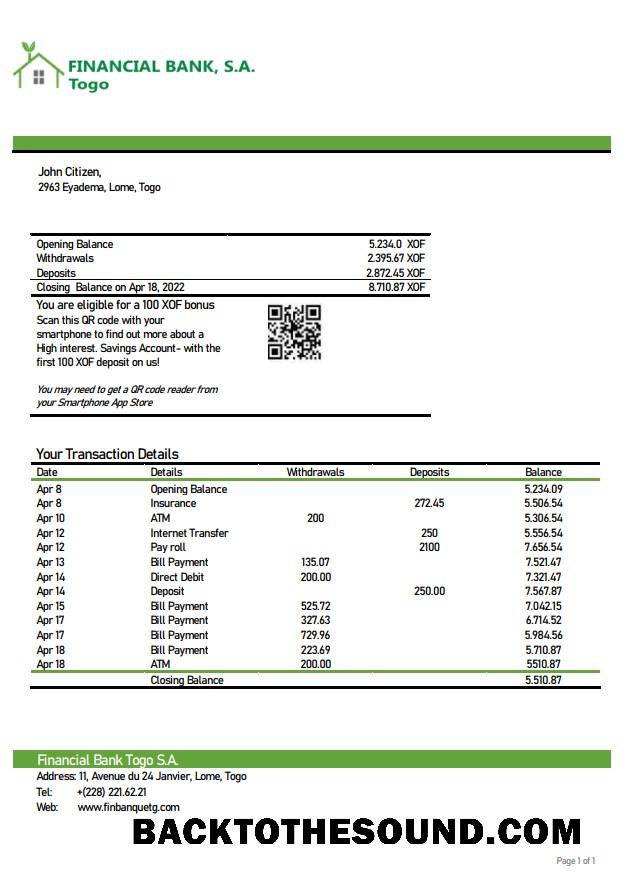 FINANCIAL BANK, S.A.
Togo
John Citizen,
2963 Eyadema, Lome, Togo
Opening Balance 5.234.0 XOF
Withdrawals 2.395.67 XOF
Deposits 2.872.45 XOF
Closing Balance on Apr 18, 2022 8.710.87 XOF
You are eligible for a 100 XOF bonus
Scan this QR code with your
smartphone to find out more about a
High interest. Savings Account- with the
first 100 XOF deposit on us!
You may need to get a QR code reader from
your Smartphone App Store
Your Transaction Details
Date Details Withdrawals Deposits Balance
Apr 8 Opening Balance 5.234.09
Apr 8 Insurance 272.45 5.506.54
Apr 10 ATM 200 5.306.54
Apr 12 Internet Transfer 250 5.556.54
Apr 12 Pay roll 2100 7.656.54
Apr 13 Bill Payment 135.07 7.521.47
Apr 14 Direct Debit 200.00 7.321.47
Apr 14 Deposit 250.00 7.567.87
Apr 15 Bill Payment 525.72 7.042.15
Apr 17 Bill Payment 327.63 6.714.52
Apr 17 Bill Payment 729.96 5.984.56
Apr 18 Bill Payment 223.69 5.710.87
Apr 18 ATM 200.00 5510.87
Closing Balance 5.510.87
Financial Bank Togo S.A.
Address: 11, Avenue du 24 Janvier, Lome, Togo
Tel: +(228) 221.62.21
Web: www.finbanquetg.com
BACKTOTHESOUND.COM
Page 1 of 1